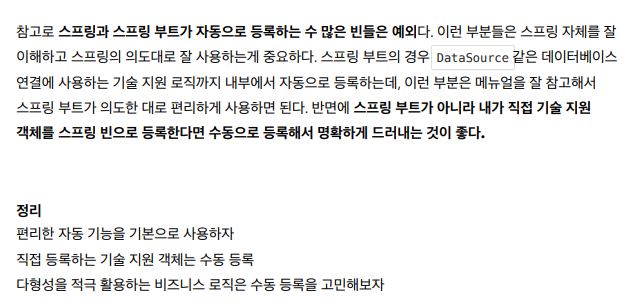 참고로 스프링과 스프링 부트가 자동으로 등록하는 수 많은 빈들은 예외다. 이런 부분들은 스프링 자체를 잘
이해하고 스프링의 의도대로 잘 사용하는게 중요하다. 스프링 부트의 경우 DataSource 같은 데이터베이스
연결에 사용하는 기술 지원 로직까지 내부에서 자동으로 등록하는데, 이런 부분은 메뉴얼을 잘 참고해서
스프링 부트가 의도한 대로 편리하게 사용하면 된다. 반면에 스프링 부트가 아니라 내가 직접 기술 지원
객체를 스프링 빈으로 등록한다면 수동으로 등록해서 명확하게 드러내는 것이 좋다.
정리
편리한 자동 기능을 기본으로 사용하자
직접 등록하는 기술 지원 객체는 수동 등록
다형성을 적극 활용하는 비즈니스 로직은 수동 등록을 고민해보자